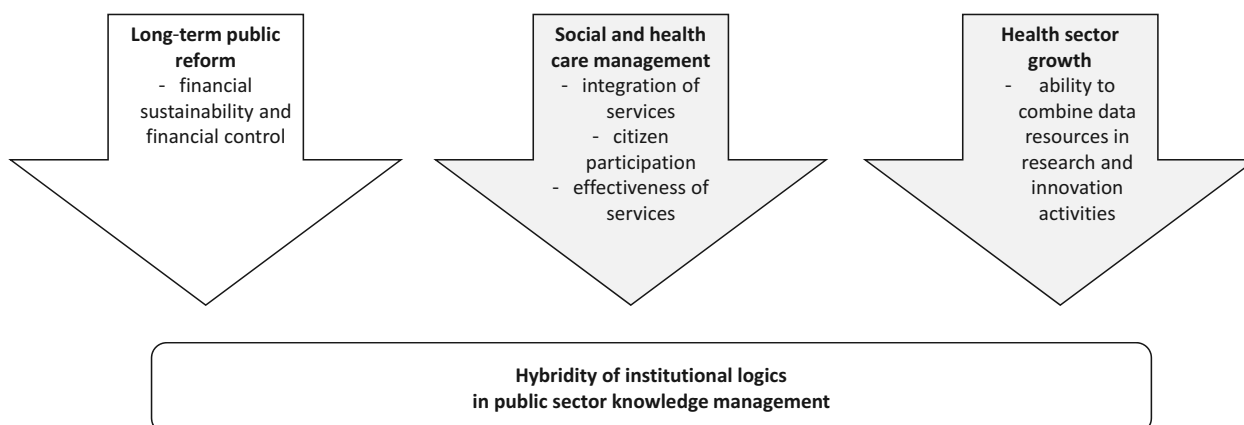 Long-term public
reform
- financial
sustainability and
financial control
Social and health
care management
- integration of
services
- citizen
participation
- effectiveness of
services
Health sector
growth
- ability to
combine data
resources in
research and
innovation
activities
Hybridity of institutional logics
in public sector knowledge management